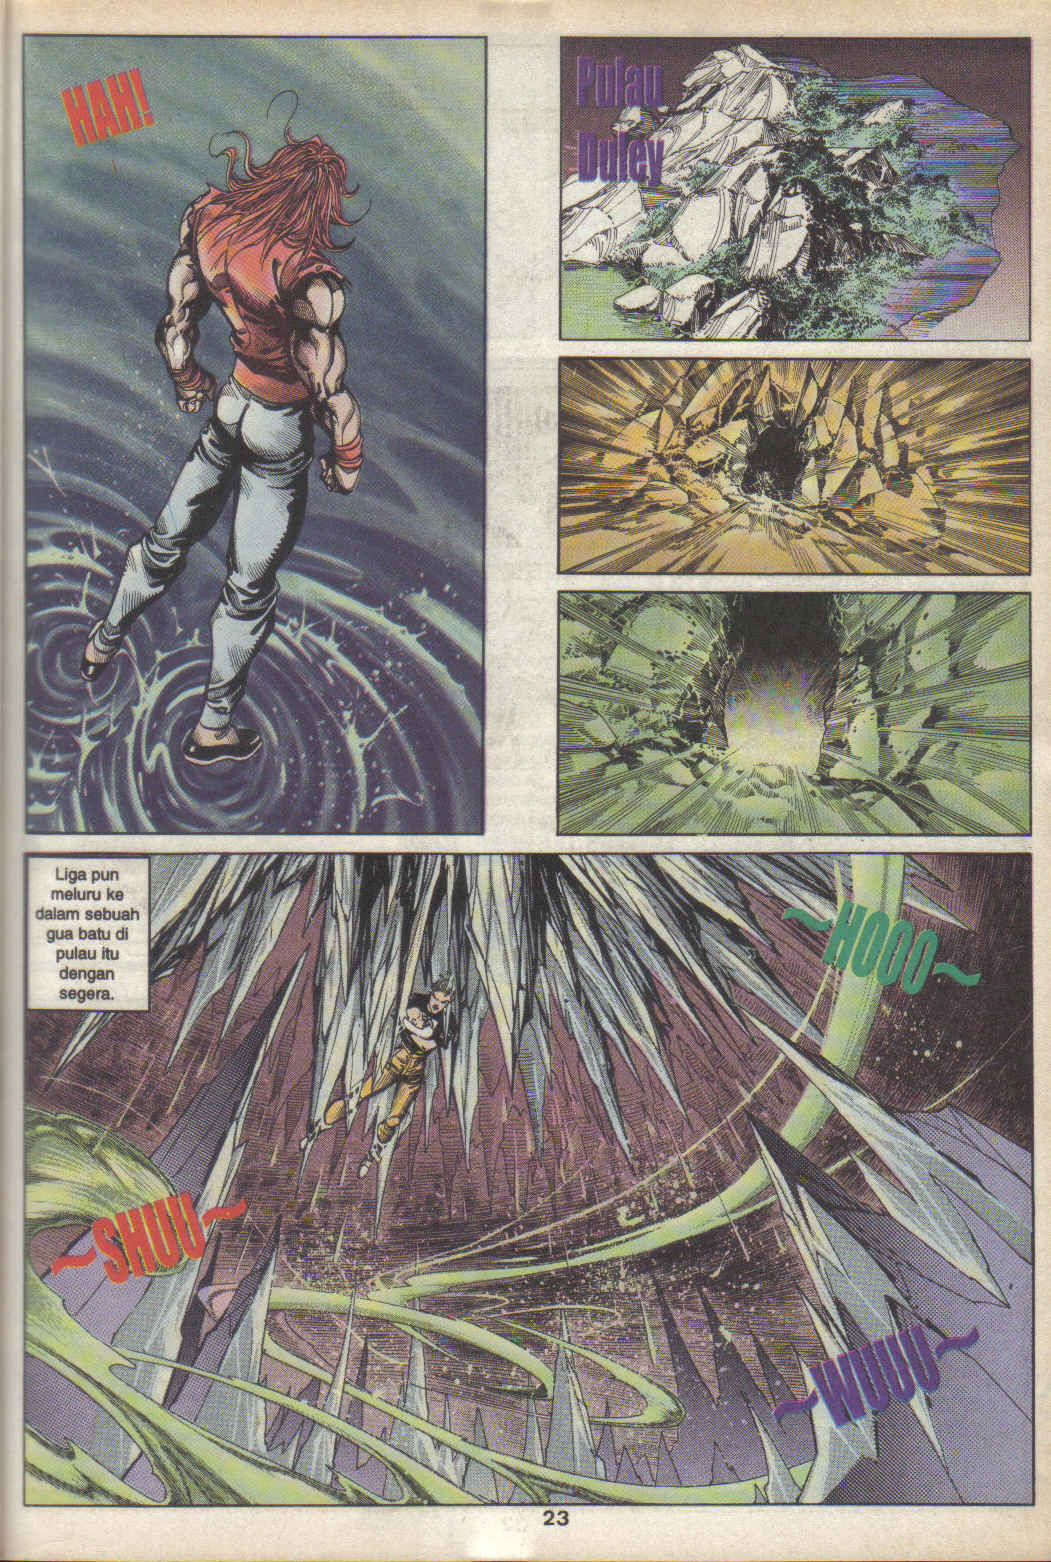 HAH!
Pulau
Duley
Liga pun
meluru ke
dalam sebuah
gua batu di
pulau itu
dengan
segera.
~HOOO~
~SHUU~
~WUUU~
23